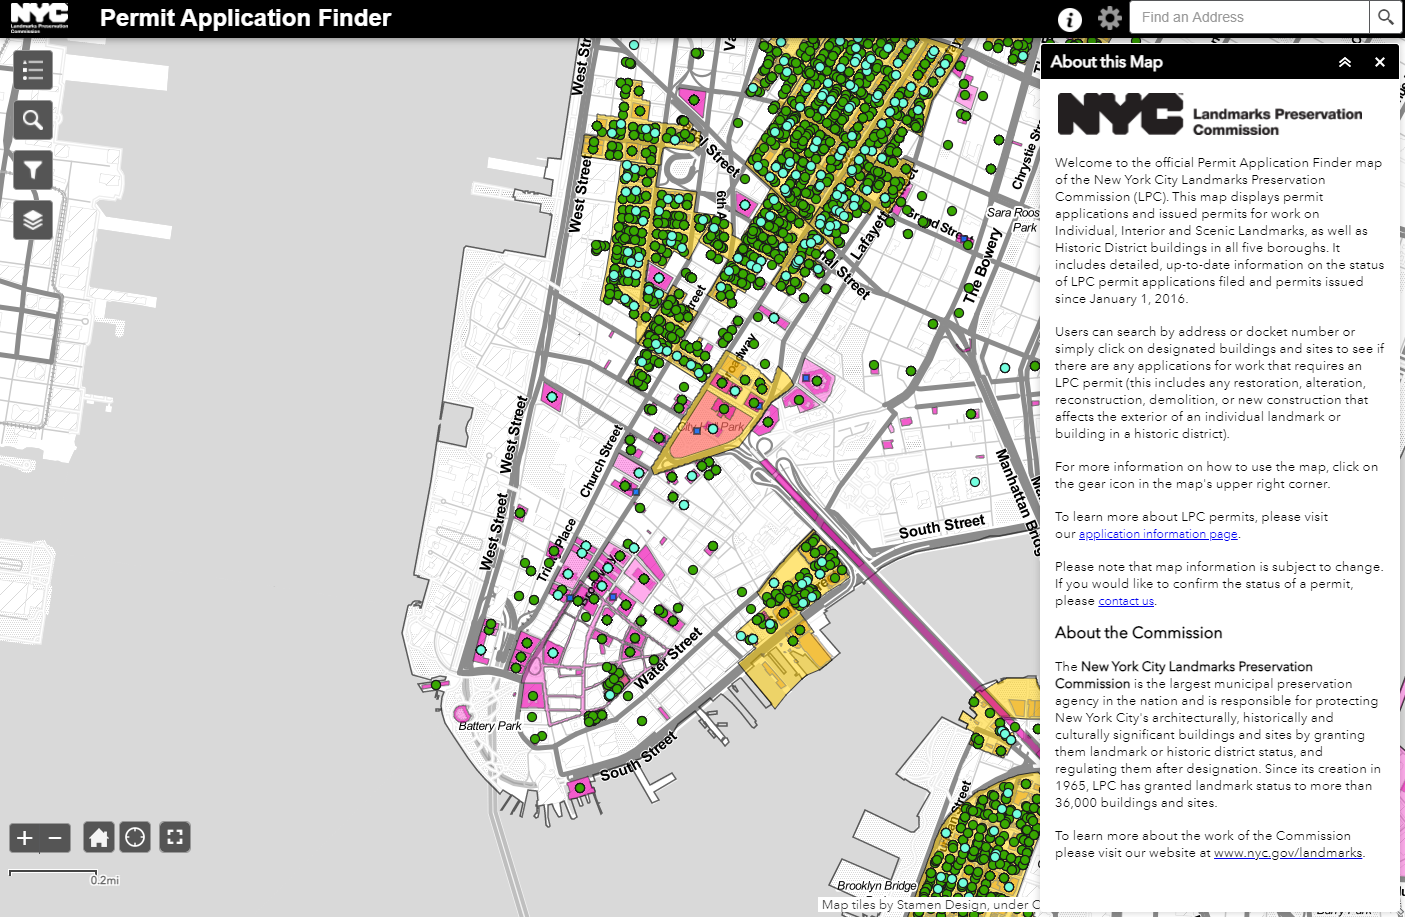 NYC
Landmarks Preservation
Commission
Permit Application Finder
Find an Address
About this Map
NYC Landmarks Preservation
Commission
Welcome to the official Permit Application Finder map
of the New York City Landmarks Preservation
Commission (LPC). This map displays permit
applications and issued permits for work on
Individual, Interior and Scenic Landmarks, as well as
Historic District buildings in all five boroughs. It
includes detailed, up-to-date information on the status
of LPC permit applications filed and permits issued
since January 1, 2016.
Users can search by address or docket number or
simply click on designated buildings and sites to see if
there are any applications for work that requires an
LPC permit (this includes any restoration, alteration,
reconstruction, demolition, or new construction that
affects the exterior of an individual landmark or
building in a historic district).
For more information on how to use the map, click on
the gear icon in the map's upper right corner.
To learn more about LPC permits, please visit
our application information page.
Please note that map information is subject to change.
If you would like to confirm the status of a permit,
please contact us.
About the Commission
The New York City Landmarks Preservation
Commission is the largest municipal preservation
agency in the nation and is responsible for protecting
New York City's architecturally, historically and
culturally significant buildings and sites by granting
them landmark or historic district status, and
regulating them after designation. Since its creation in
1965, LPC has granted landmark status to more than
36,000 buildings and sites.
To learn more about the work of the Commission
please visit our website at www.nyc.gov/landmarks.
West Str
West Street
6th A
Street
Lafayett
Grand Street
Chrystie Str
Sara Roos
Park
The Bowery
nal Street
City Hall Park
West Street
Church Street
West Street
Trinity Place
Manhattan Bridg
South Street
Water Street
Battery Park
South Street
Brooklyn Bridge
0.2mi
Map tiles by Stamen Design, under C